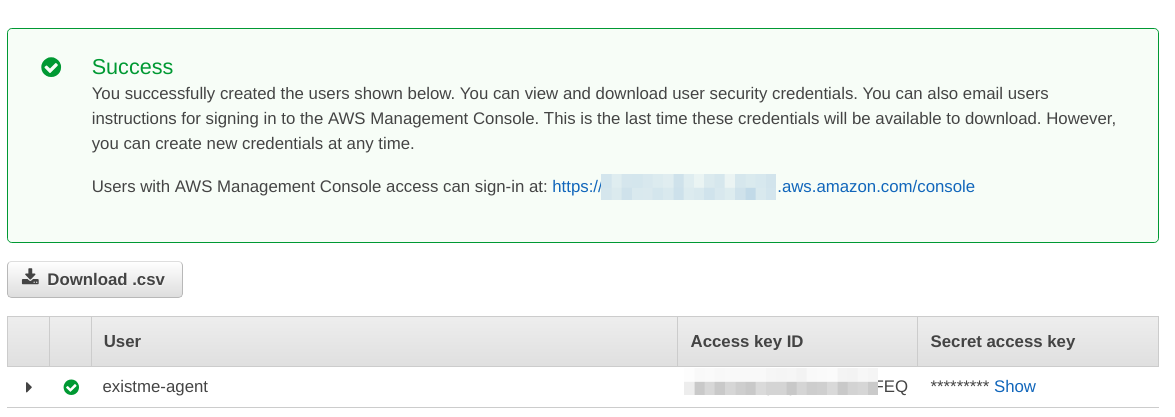 Success
You successfully created the users shown below. You can view and download user security credentials. You can also email users
instructions for signing in to the AWS Management Console. This is the last time these credentials will be available to download. However,
you can create new credentials at any time.
Users with AWS Management Console access can sign-in at: https:// .aws.amazon.com/console
Download .csv
User Access key ID Secret access key
existme-agent FEQ ********* Show